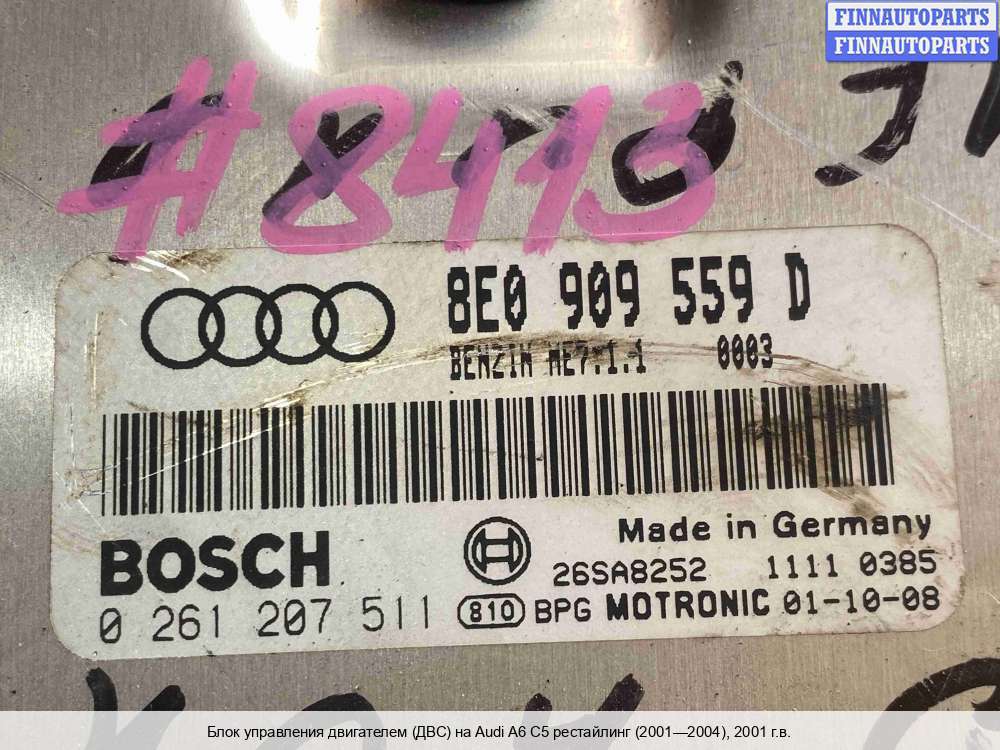 FINNAUTOPARTS
FINNAUTOPARTS
#8413
8E0 909 559 D
BENZIN ME7.1.1 0003
BOSCH
Made in Germany
26SA8252 1111 0385
0 261 207 511 810 BPG MOTRONIC 01-10-08
Блок управления двигателем (ДВС) на Audi A6 C5 рестайлинг (2001—2004), 2001 г.в.